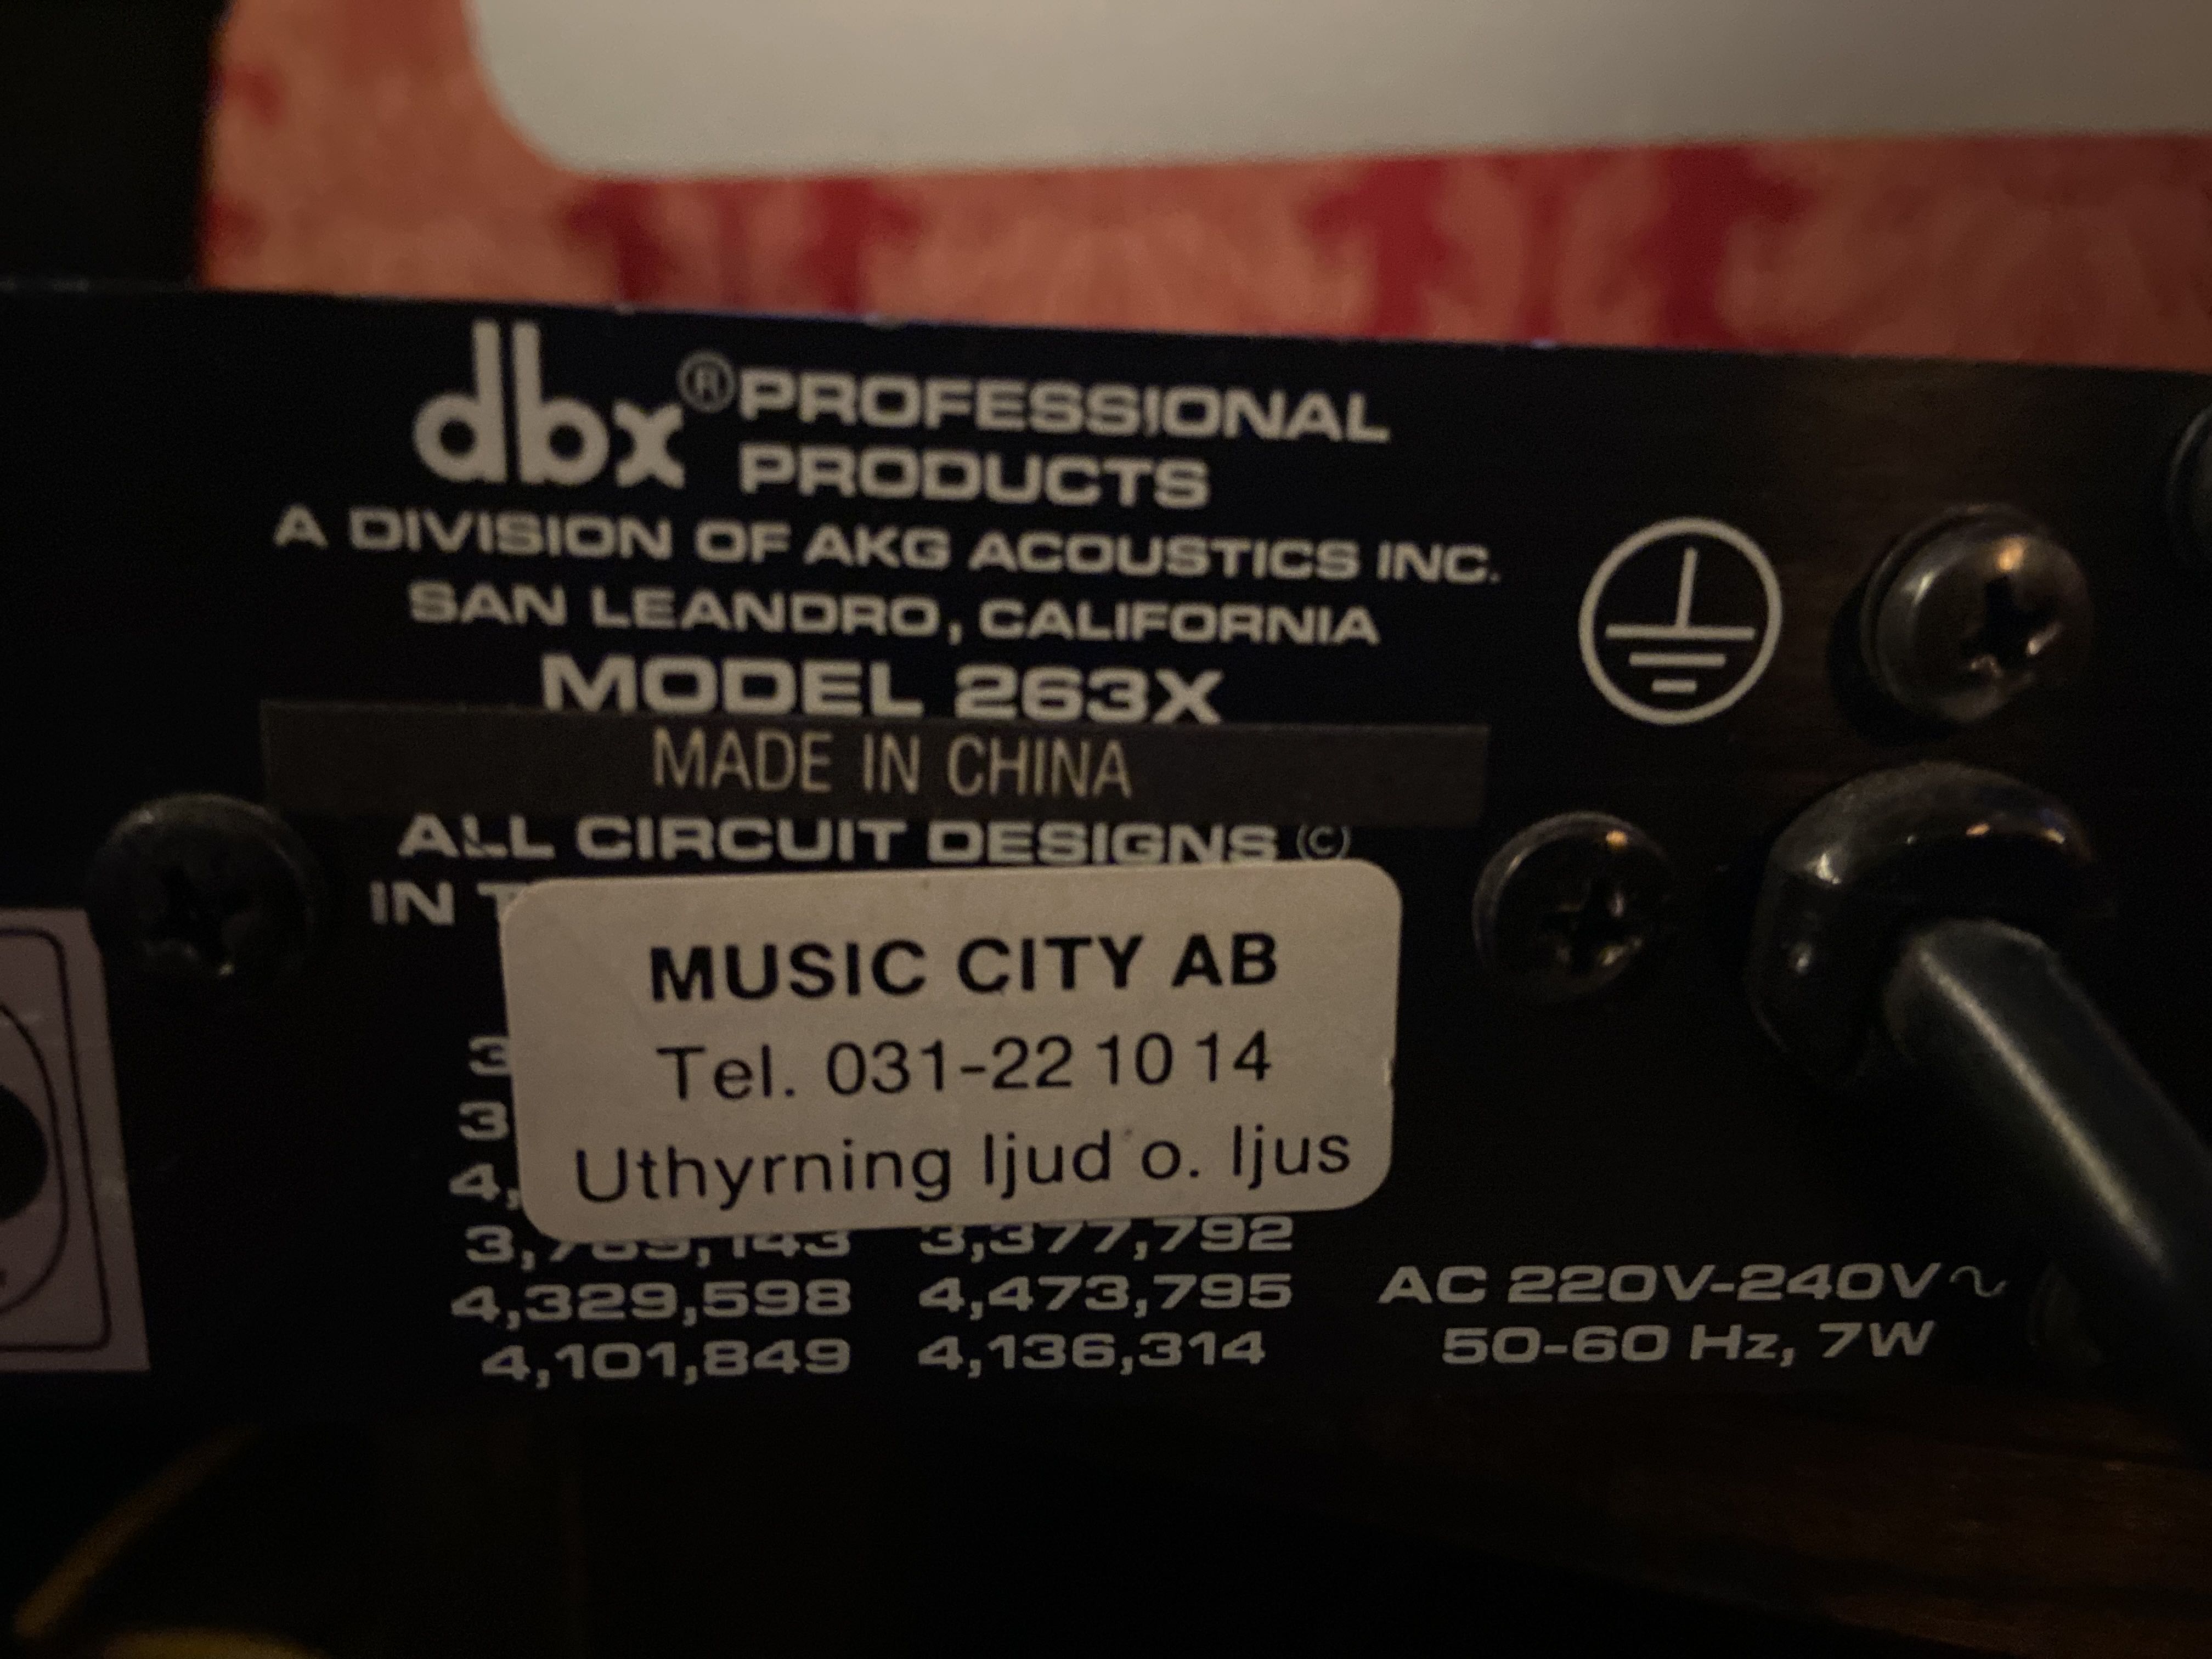 dbx® PROFESSIONAL
PRODUCTS
A DIVISION OF AKG ACOUSTICS INC.
SAN LEANDRO, CALIFORNIA
MODEL 263X
MADE IN CHINA
ALL CIRCUIT DESIGNS ©
IN
MUSIC CITY AB
Tel. 031-22 10 14
Uthyrning ljud o. ljus
3,377,792
4,329,598 4,473,795
4,101,849 4,136,314
AC 220V-240V~
50-60 Hz, 7W